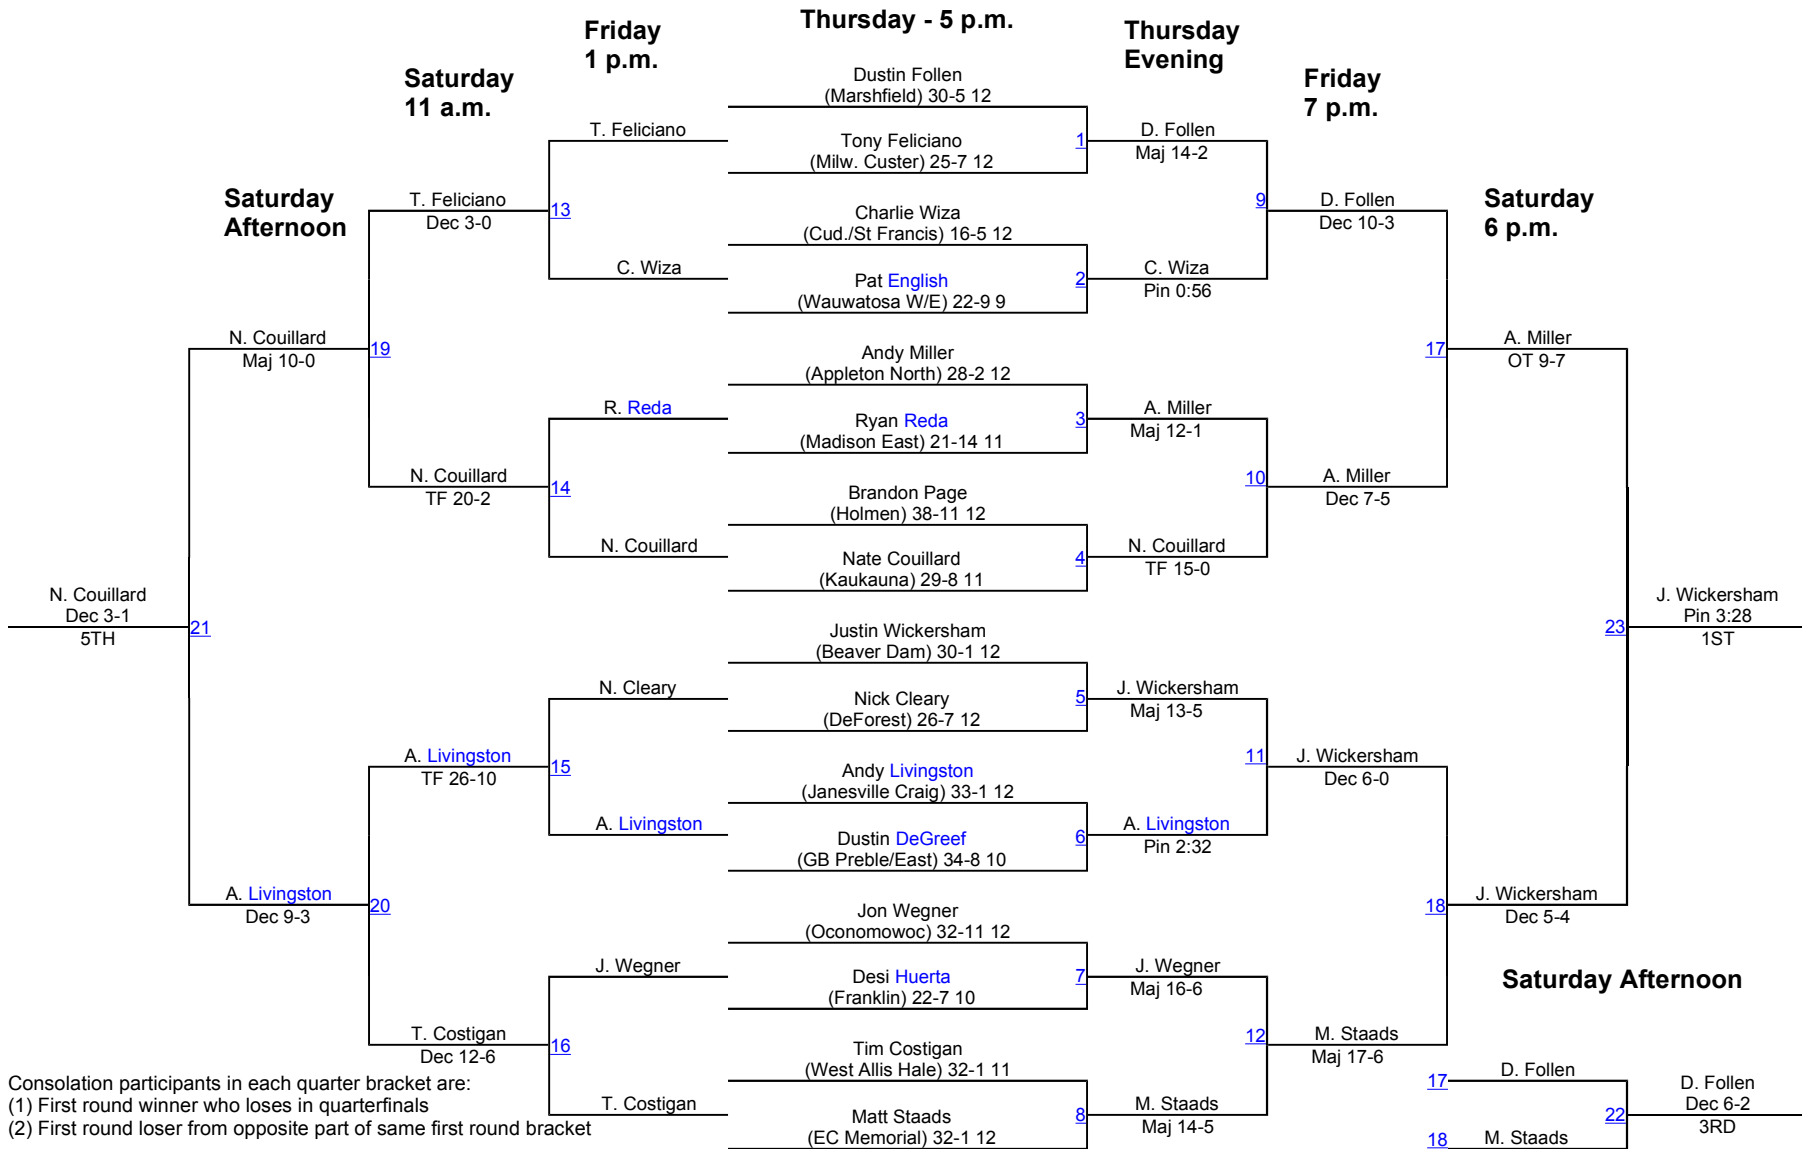 Thursday - 5 p.m.
Friday
1 p.m.
Thursday
Evening
Saturday
11 a.m.
Friday
7 p.m.
Saturday
Afternoon
Saturday
6 p.m.
Dustin Follen
(Marshfield) 30-5 12
Tony Feliciano
(Milw. Custer) 25-7 12
1
Charlie Wiza
(Cud./St Francis) 16-5 12
Pat English
(Wauwatosa W/E) 22-9 9
2
Andy Miller
(Appleton North) 28-2 12
Ryan Reda
(Madison East) 21-14 11
3
Brandon Page
(Holmen) 38-11 12
Nate Couillard
(Kaukauna) 29-8 11
4
Justin Wickersham
(Beaver Dam) 30-1 12
Nick Cleary
(DeForest) 26-7 12
5
Andy Livingston
(Janesville Craig) 33-1 12
Dustin DeGreef
(GB Preble/East) 34-8 10
6
Jon Wegner
(Oconomowoc) 32-11 12
Desi Huerta
(Franklin) 22-7 10
7
Tim Costigan
(West Allis Hale) 32-1 11
Matt Staads
(EC Memorial) 32-1 12
8
D. Follen
Maj 14-2
9
C. Wiza
Pin 0:56
A. Miller
Maj 12-1
10
N. Couillard
TF 15-0
J. Wickersham
Maj 13-5
11
A. Livingston
Pin 2:32
J. Wegner
Maj 16-6
12
M. Staads
Maj 14-5
D. Follen
Dec 10-3
17
A. Miller
Dec 7-5
J. Wickersham
Dec 6-0
18
M. Staads
Maj 17-6
A. Miller
OT 9-7
23
J. Wickersham
Dec 5-4
J. Wickersham
Pin 3:28
1ST
Saturday Afternoon
17
D. Follen
22
18
M. Staads
D. Follen
Dec 6-2
3RD
T. Feliciano
13
C. Wiza
R. Reda
14
N. Couillard
N. Cleary
15
A. Livingston
J. Wegner
16
T. Costigan
T. Feliciano
Dec 3-0
19
N. Couillard
TF 20-2
A. Livingston
TF 26-10
20
T. Costigan
Dec 12-6
N. Couillard
Maj 10-0
21
A. Livingston
Dec 9-3
N. Couillard
Dec 3-1
5TH
Consolation participants in each quarter bracket are:
(1) First round winner who loses in quarterfinals
(2) First round loser from opposite part of same first round bracket